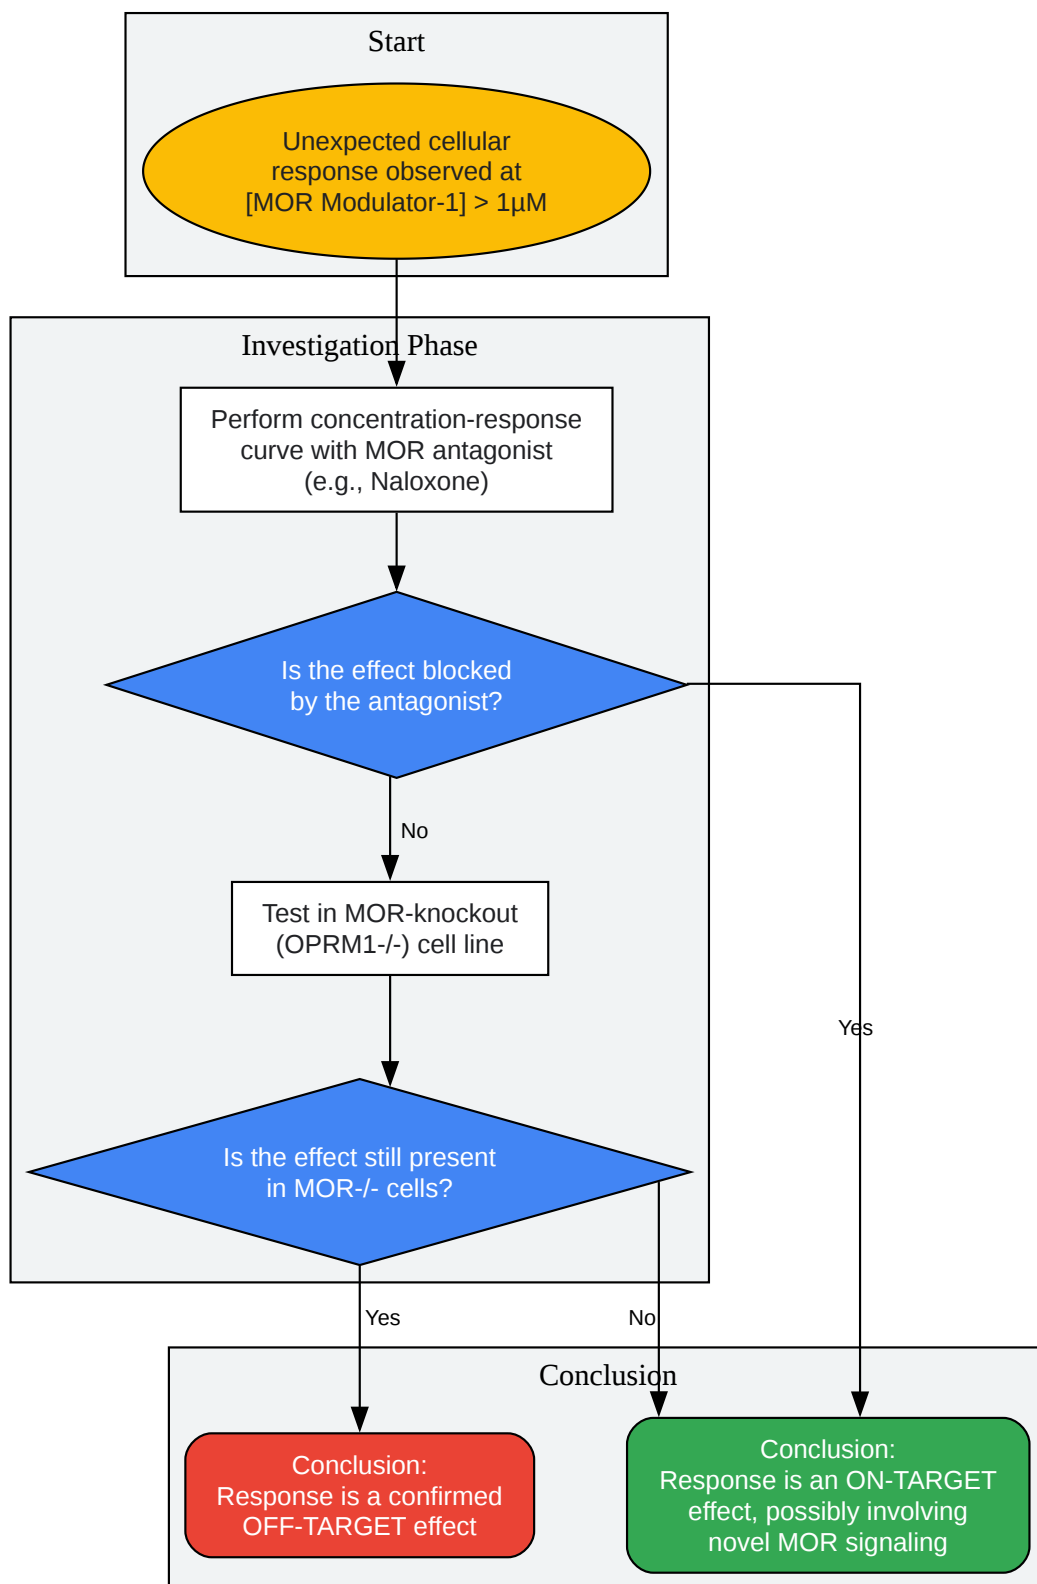 Start
Unexpected cellular
response observed at
[MOR Modulator-1] > 1µM
Investigation Phase
Perform concentration-response
curve with MOR antagonist
(e.g., Naloxone)
Is the effect blocked
by the antagonist?
No
Test in MOR-knockout
(OPRM1-/-) cell line
Yes
Is the effect still present
in MOR-/- cells?
Yes
No
Conclusion
Conclusion:
Response is a confirmed
OFF-TARGET effect
Conclusion:
Response is an ON-TARGET
effect, possibly involving
novel MOR signaling